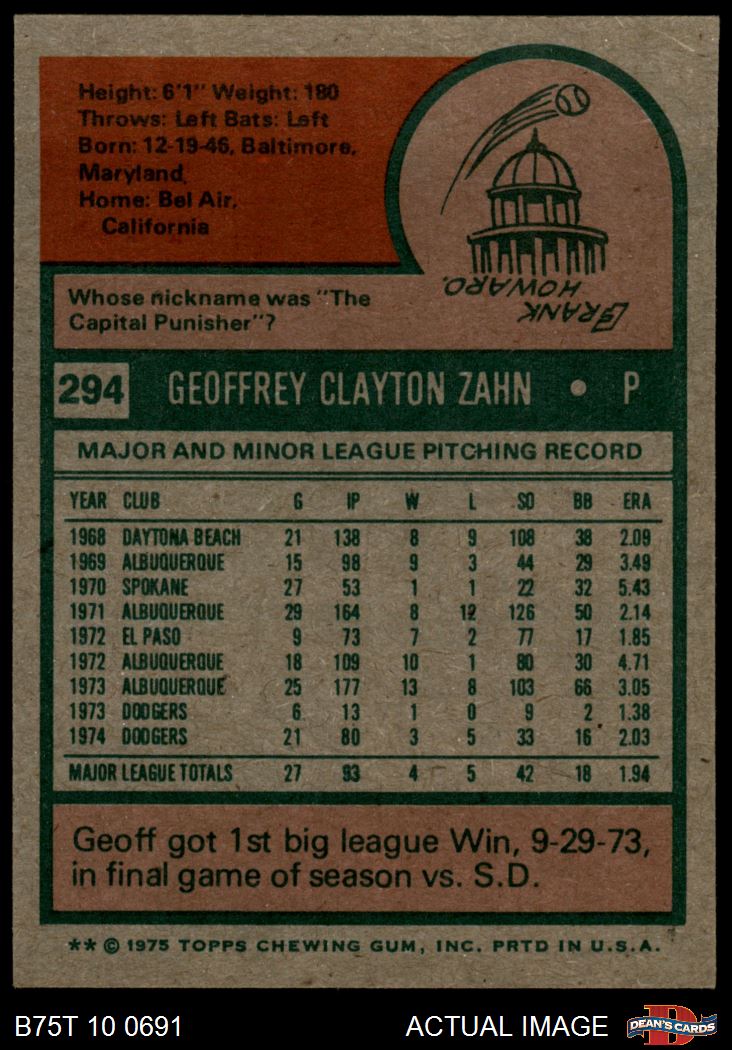 Height: 6'1" Weight: 180
Throws: Left Bats: Left
Born: 12-19-46, Baltimore,
Maryland
Home: Bel Air,
California
Whose nickname was "The
Capital Punisher"?
FRANK
HOWARD.
294 GEOFFREY CLAYTON ZAHN • P
MAJOR AND MINOR LEAGUE PITCHING RECORD
YEAR CLUB G IP W L SO BB ERA
1968 DAYTONA BEACH 21 138 8 9 108 38 2.09
1969 ALBUQUERQUE 15 98 9 3 44 29 3.49
1970 SPOKANE 27 53 1 1 22 32 5.43
1971 ALBUQUERQUE 29 164 8 12 126 50 2.14
1972 EL PASO 9 73 7 2 77 17 1.85
1972 ALBUQUERQUE 18 109 10 1 80 30 4.71
1973 ALBUQUERQUE 25 177 13 8 103 66 3.05
1973 DODGERS 6 13 1 0 9 2 1.38
1974 DODGERS 21 80 3 5 33 16 2.03
MAJOR LEAGUE TOTALS 27 93 4 5 42 18 1.94
Geoff got 1st big league Win, 9-29-73,
in final game of season vs. S.D.
** © 1975 TOPPS CHEWING GUM, INC. PRTD IN U.S.A.
B75T 10 0691 ACTUAL IMAGE D DEAN'S CARDS